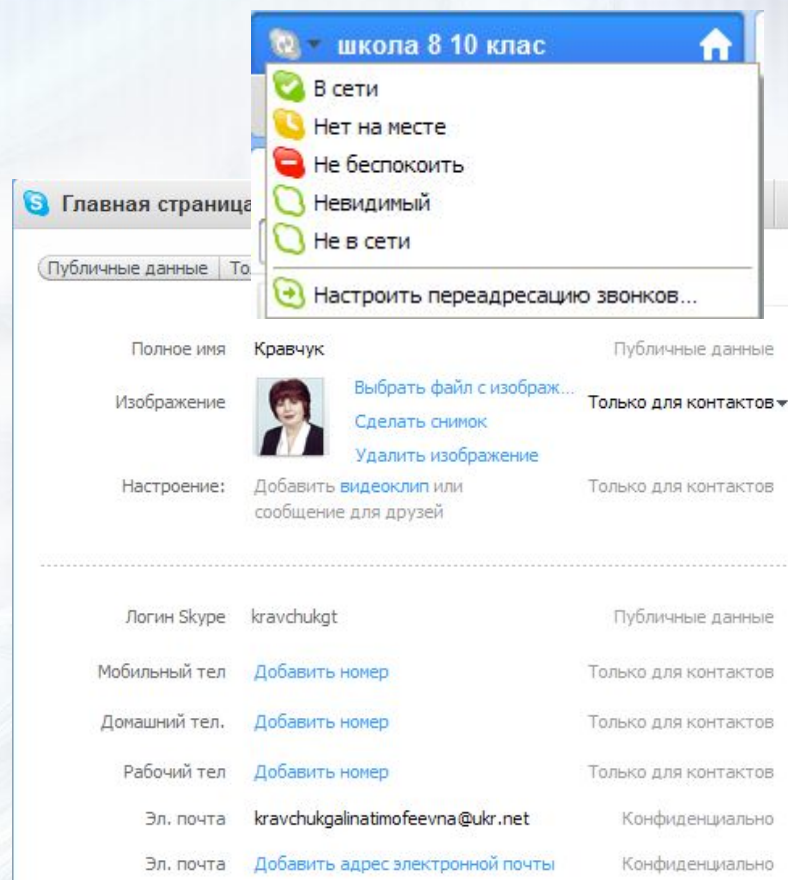 школа 8 10 клас
В сети
Нет на месте
Не беспокоить
Невидимый
Не в сети
Настроить переадресацию звонков...
Главная страница
Публичные данные
Полное имя Кравчук Публичные данные
Изображение Выбрать файл с изображ... Только для контактов
Сделать снимок
Удалить изображение
Настроение: Добавить видеоклип или Только для контактов
сообщение для друзей
Логин Skype kravchukgt Публичные данные
Мобильный тел Добавить номер Только для контактов
Домашний тел. Добавить номер Только для контактов
Рабочий тел Добавить номер Только для контактов
Эл. почта kravchukgalinatimofeevna@ukr.net Конфиденциально
Эл. почта Добавить адрес электронной почты Конфиденциально